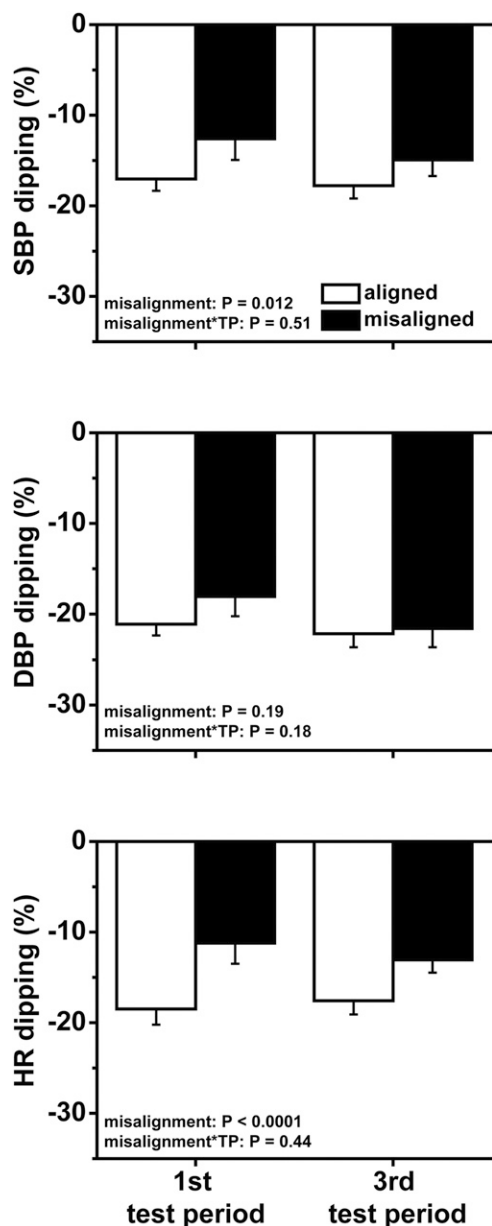 SBP dipping (%)
0
-10
-20
-30
misalignment: P = 0.012
misalignment*TP: P = 0.51
aligned
misaligned
DBP dipping (%)
0
-10
-20
-30
misalignment: P = 0.19
misalignment*TP: P = 0.18
HR dipping (%)
0
-10
-20
-30
misalignment: P < 0.0001
misalignment*TP: P = 0.44
1st
test period
3rd
test period